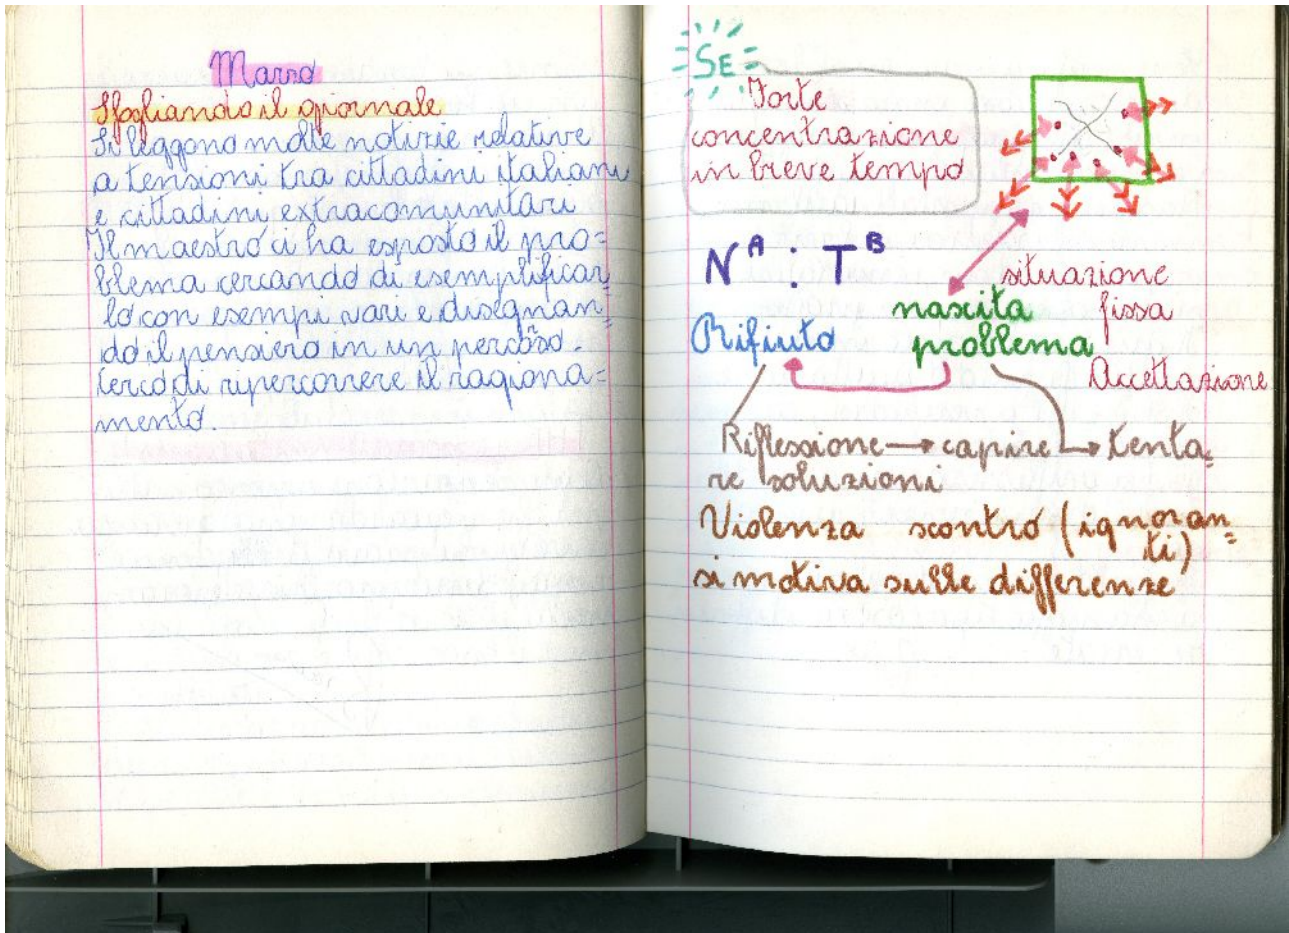 Marzo
Sfogliando il giornale
Si leggono molte notizie relative
a tensioni tra cittadini italiani
e cittadini extracomunitari
Il maestro ci ha esposto il pro=
blema cercando di esemplificar=
lo con esempi vari e disegnan=
do il pensiero in un percorso.
Cerco di ripercorrere il ragiona=
mento.
SE
Forte
concentrazione
in breve tempo
N^A : T^B
situazione
fissa
nascita
problema
Rifiuto
Accettazione
Riflessione → capire → tenta=
re soluzioni
Violenza scontro (ignoran=
ti)
si motiva sulle differenze